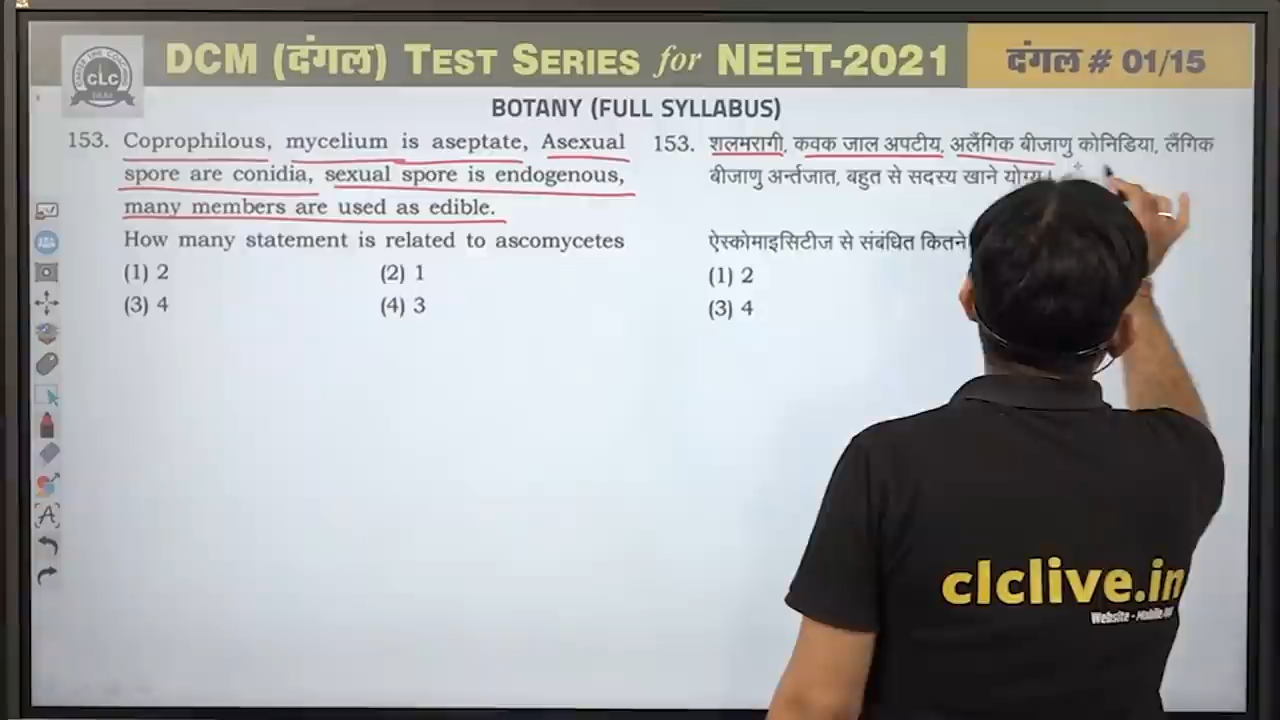 DCM (दंगल) TEST SERIES for NEET-2021
दंगल # 01/15
CLC
BOTANY (FULL SYLLABUS)
153. Coprophilous, mycelium is aseptate, Asexual
spore are conidia, sexual spore is endogenous,
many members are used as edible.
How many statement is related to ascomycetes
(1) 2 (2) 1
(3) 4 (4) 3
153. शलमरागी, कवक जाल अपटीय, अलैंगिक बीजाणु कोनिडिया, लैंगिक
बीजाणु अर्न्तजात, बहुत से सदस्य खाने योग्य।
ऐस्कोमाइसिटीज से संबंधित कितने
(1) 2
(3) 4
clclive.in
Website - Mobile